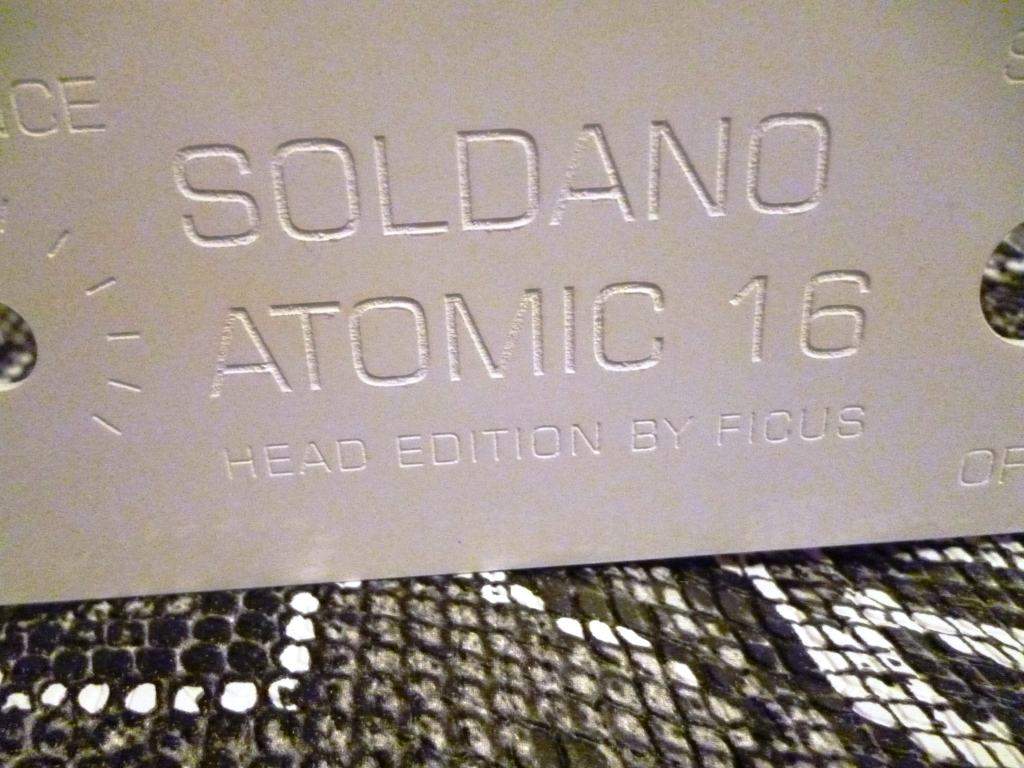 SOLDANO
ATOMIC 16
HEAD EDITION BY FICUS